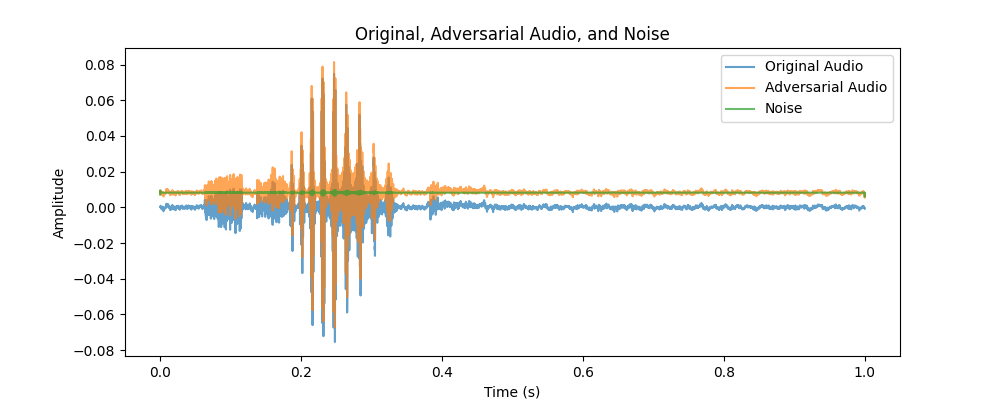 Original, Adversarial Audio, and Noise
Original Audio
Adversarial Audio
Noise
Amplitude
0.08
0.06
0.04
0.02
0.00
−0.02
−0.04
−0.06
−0.08
0.0 0.2 0.4 0.6 0.8 1.0
Time (s)